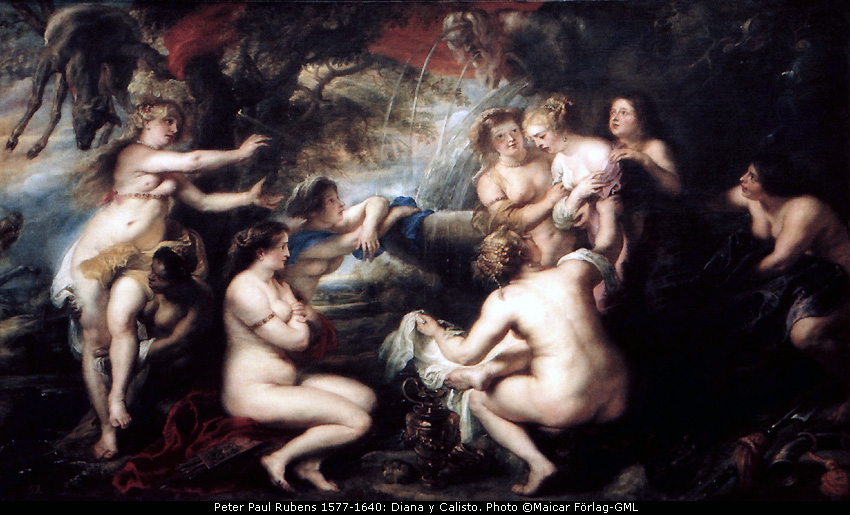 Peter Paul Rubens 1577-1640: Diana y Calisto. Photo ©Maicar Förlag-GML